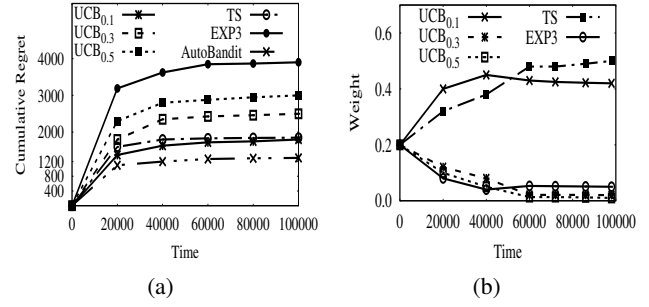 UCB0.1
UCB0.3
UCB0.5
TS
EXP3
AutoBandit
Cumulative Regret
4000
3000
2000
1200
800
400
0 20000 40000 60000 80000 100000
Time
(a)
UCB0.1
UCB0.3
UCB0.5
TS
EXP3
Weight
0.6
0.4
0.2
0.0
0 20000 40000 60000 80000 100000
Time
(b)